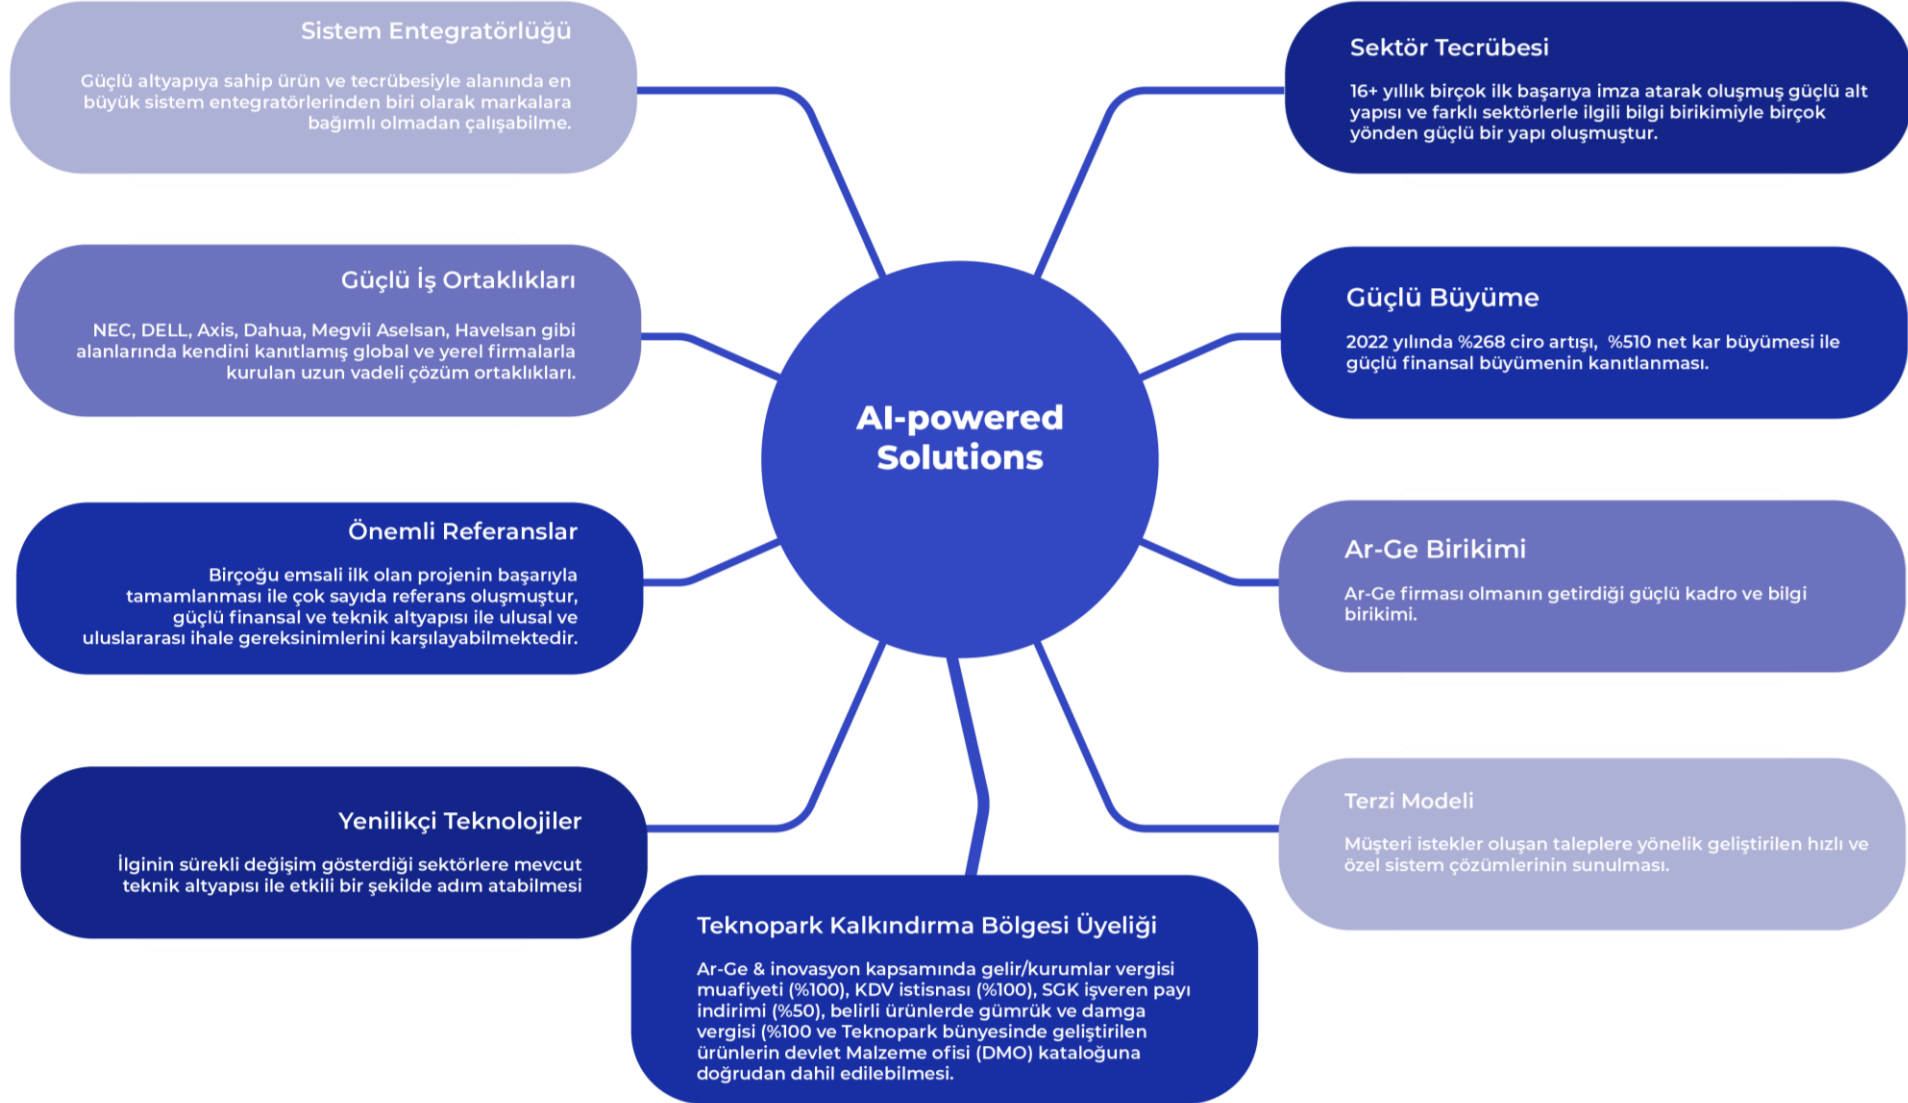 Sistem Entegratörlüğü
Güçlü altyapıya sahip ürün ve tecrübesiyle alanında en
büyük sistem entegratörlerinden biri olarak markalara
bağımlı olmadan çalışabilme.
Güçlü İş Ortaklıkları
NEC, DELL, Axis, Dahua, Megvii Aselsan, Havelsan gibi
alanlarında kendini kanıtlamış global ve yerel firmalarla
kurulan uzun vadeli çözüm ortaklıkları.
Önemli Referanslar
Birçoğu emsali ilk olan projenin başarıyla
tamamlanması ile çok sayıda referans oluşmuştur,
güçlü finansal ve teknik altyapısı ile ulusal ve
uluslararası ihale gereksinimlerini karşılayabilmektedir.
Yenilikçi Teknolojiler
İlginin sürekli değişim gösterdiği sektörlere mevcut
teknik altyapısı ile etkili bir şekilde adım atabilmesi
AI-powered
Solutions
Teknopark Kalkındırma Bölgesi Üyeliği
Ar-Ge & inovasyon kapsamında gelir/kurumlar vergisi
muafiyeti (%100), KDV istisnası (%100), SGK işveren payı
indirimi (%50), belirli ürünlerde gümrük ve damga
vergisi (%100 ve Teknopark bünyesinde geliştirilen
ürünlerin devlet Malzeme ofisi (DMO) kataloğuna
doğrudan dahil edilebilmesi.
Sektör Tecrübesi
16+ yıllık birçok ilk başarıya imza atarak oluşmuş güçlü alt
yapısı ve farklı sektörlerle ilgili bilgi birikimiyle birçok
yönden güçlü bir yapı oluşmuştur.
Güçlü Büyüme
2022 yılında %268 ciro artışı, %510 net kar büyümesi ile
güçlü finansal büyümenin kanıtlanması.
Ar-Ge Birikimi
Ar-Ge firması olmanın getirdiği güçlü kadro ve bilgi
birikimi.
Terzi Modeli
Müşteri istekler oluşan taleplere yönelik geliştirilen hızlı ve
özel sistem çözümlerinin sunulması.